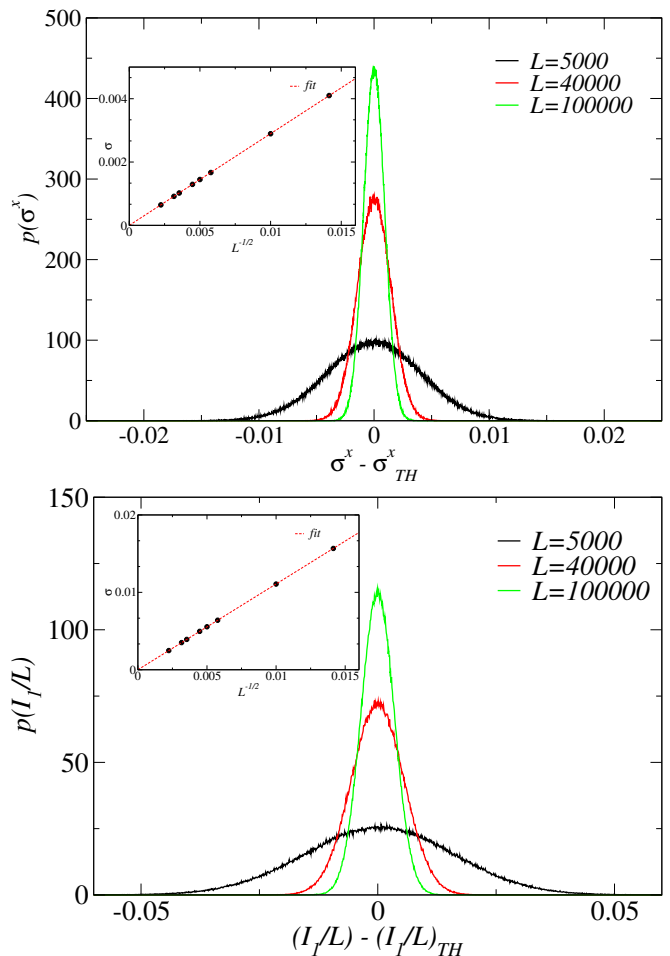 500
400
300
200
100
0
p(σ^x)
-0.02
-0.01
0
0.01
0.02
σ^x - σ^x_TH
L=5000
L=40000
L=100000
0.004
0.002
0
σ
0
0.005
0.01
0.015
L^-1/2
fit
150
100
50
0
p(I_1/L)
-0.05
0
0.05
(I_1/L) - (I_1/L)_TH
L=5000
L=40000
L=100000
0.02
0.01
0
σ
0
0.005
0.01
0.015
L^-1/2
fit